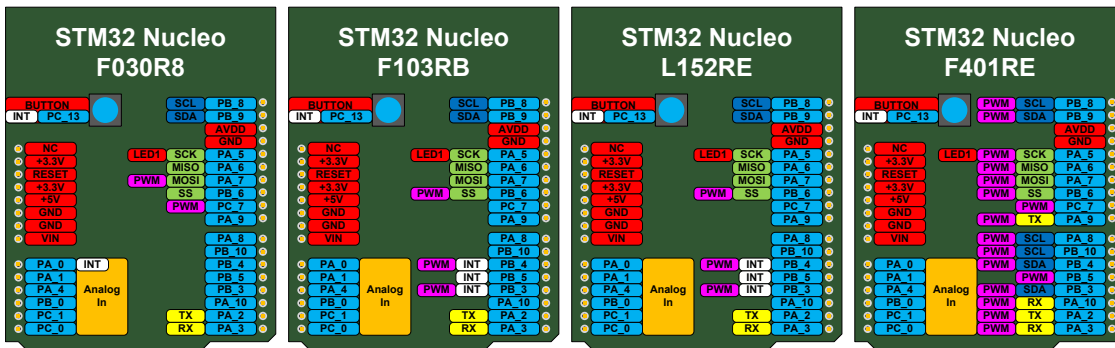 STM32 Nucleo
F030R8
BUTTON
INT PC_13
SCL PB_8
SDA PB_9
AVDD
GND
LED1 SCK PA_5
MISO PA_6
PWM MOSI PA_7
SS PB_6
PWM PC_7
PA_9
NC
+3.3V
RESET
+3.3V
+5V
GND
GND
VIN
PA_8
PB_10
PB_4
PB_5
PB_3
PA_10
TX PA_2
RX PA_3
PA_0 INT
PA_1
PA_4
PB_0
PC_1
PC_0
Analog
In
STM32 Nucleo
F103RB
BUTTON
INT PC_13
SCL PB_8
SDA PB_9
AVDD
GND
LED1 SCK PA_5
MISO PA_6
MOSI PA_7
PWM SS PB_6
PC_7
PA_9
NC
+3.3V
RESET
+3.3V
+5V
GND
GND
VIN
PA_8
PB_10
PWM INT PB_4
INT PB_5
PWM INT PB_3
PA_10
TX PA_2
RX PA_3
PA_0
PA_1
PA_4
PB_0
PC_1
PC_0
Analog
In
STM32 Nucleo
L152RE
BUTTON
INT PC_13
SCL PB_8
SDA PB_9
AVDD
GND
LED1 SCK PA_5
MISO PA_6
MOSI PA_7
PWM SS PB_6
PC_7
PA_9
NC
+3.3V
RESET
+3.3V
+5V
GND
GND
VIN
PA_8
PB_10
PWM INT PB_4
INT PB_5
PWM INT PB_3
PA_10
TX PA_2
RX PA_3
PA_0
PA_1
PA_4
PB_0
PC_1
PC_0
Analog
In
STM32 Nucleo
F401RE
BUTTON
INT PC_13
PWM SCL PB_8
PWM SDA PB_9
AVDD
GND
LED1 PWM SCK PA_5
PWM MISO PA_6
PWM MOSI PA_7
PWM SS PB_6
PWM PC_7
PWM TX PA_9
NC
+3.3V
RESET
+3.3V
+5V
GND
GND
VIN
PWM SCL PA_8
PWM SCL PB_10
PWM SDA PB_4
PWM PB_5
PWM SDA PB_3
PWM RX PA_10
PWM TX PA_2
PWM RX PA_3
PA_0
PA_1
PA_4
PB_0
PC_1
PC_0
Analog
In